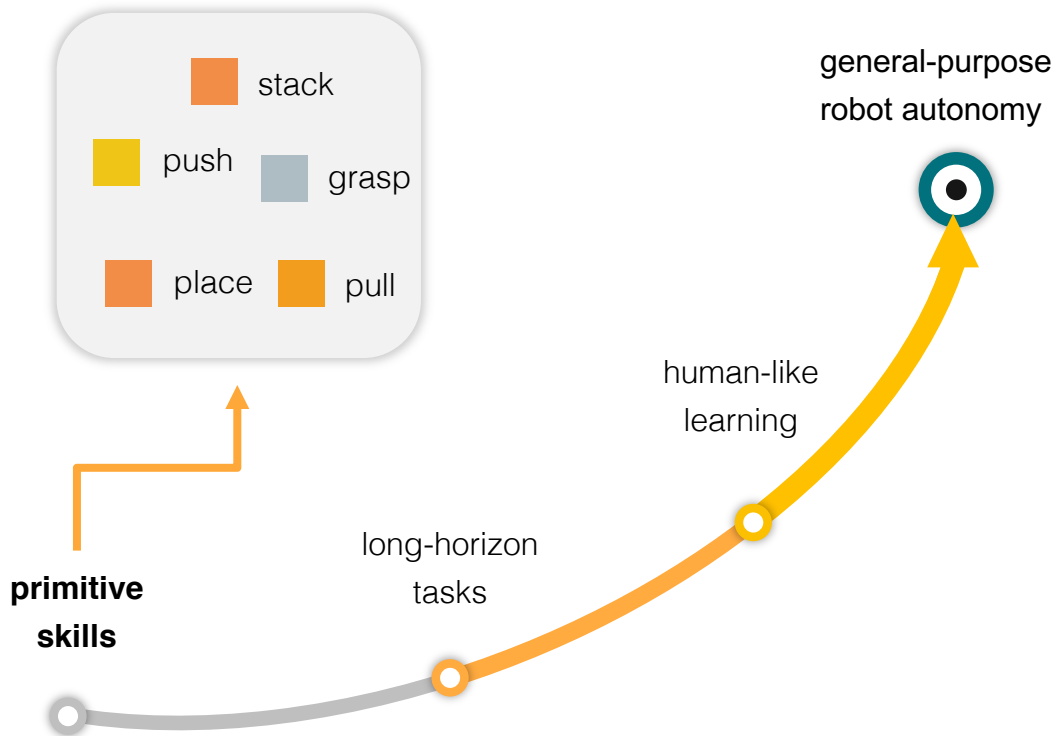 stack
push
grasp
place
pull
general-purpose
robot autonomy
human-like
learning
long-horizon
tasks
primitive
skills